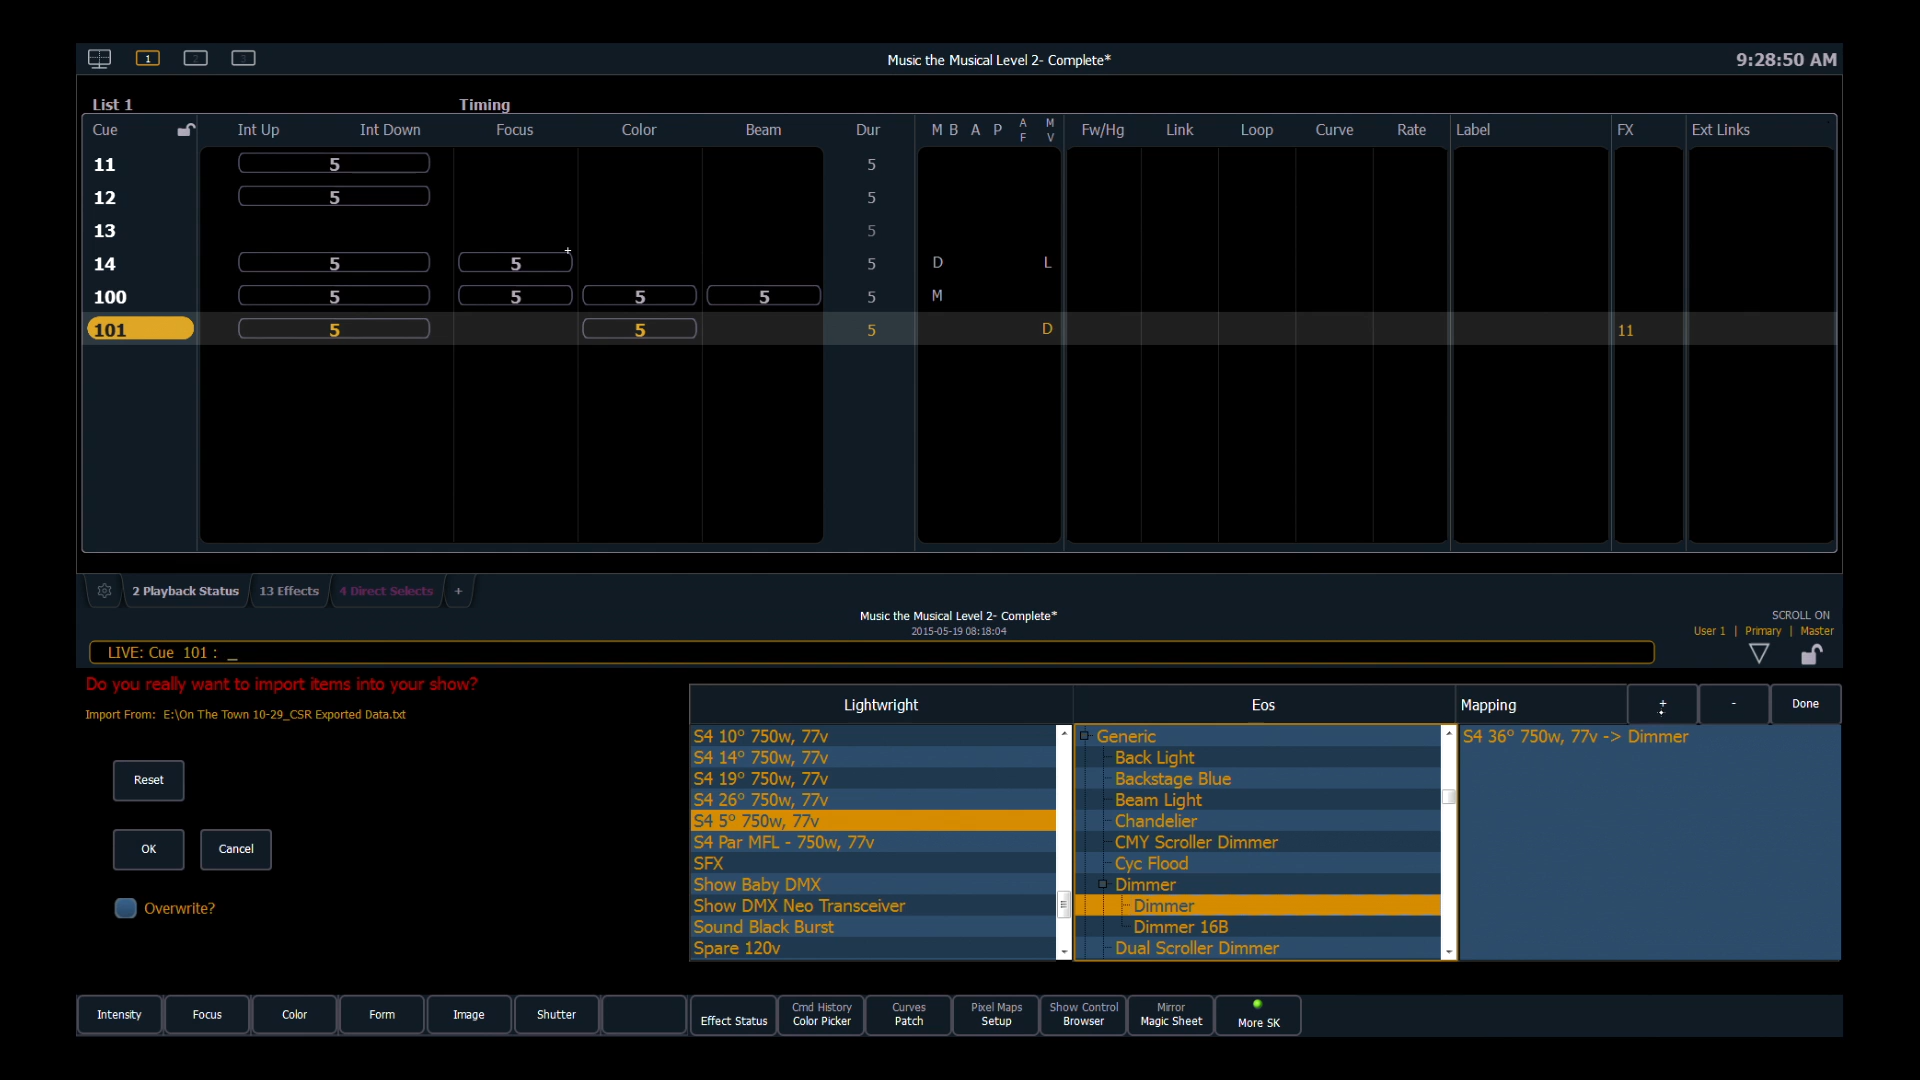 1 2 3 Music the Musical Level 2- Complete* 9:28:50 AM
List 1 Timing
Cue Int Up Int Down Focus Color Beam Dur M B A P AF MV Fw/Hg Link Loop Curve Rate Label FX Ext Links
11 5 5
12 5 5
13 5
14 5 5 5 D L
100 5 5 5 5 5 M
101 5 5 5 D 11
2 Playback Status 13 Effects 4 Direct Selects +
Music the Musical Level 2- Complete* SCROLL ON
2015-05-19 08:18:04 User 1 | Primary | Master
LIVE: Cue 101 : _
Do you really want to import items into your show?
Import From: E:\On The Town 10-29_CSR Exported Data.txt
Reset
OK Cancel
Overwrite?
Lightwright Eos Mapping + - Done
S4 10° 750w, 77v Generic S4 36° 750w, 77v -> Dimmer
S4 14° 750w, 77v Back Light
S4 19° 750w, 77v Backstage Blue
S4 26° 750w, 77v Beam Light
S4 5° 750w, 77v Chandelier
S4 Par MFL - 750w, 77v CMY Scroller Dimmer
SFX Cyc Flood
Show Baby DMX Dimmer
Show DMX Neo Transceiver Dimmer
Sound Black Burst Dimmer 16B
Spare 120v Dual Scroller Dimmer
Intensity Focus Color Form Image Shutter
Effect Status
Cmd History
Color Picker
Curves
Patch
Pixel Maps
Setup
Show Control
Browser
Mirror
Magic Sheet
More SK